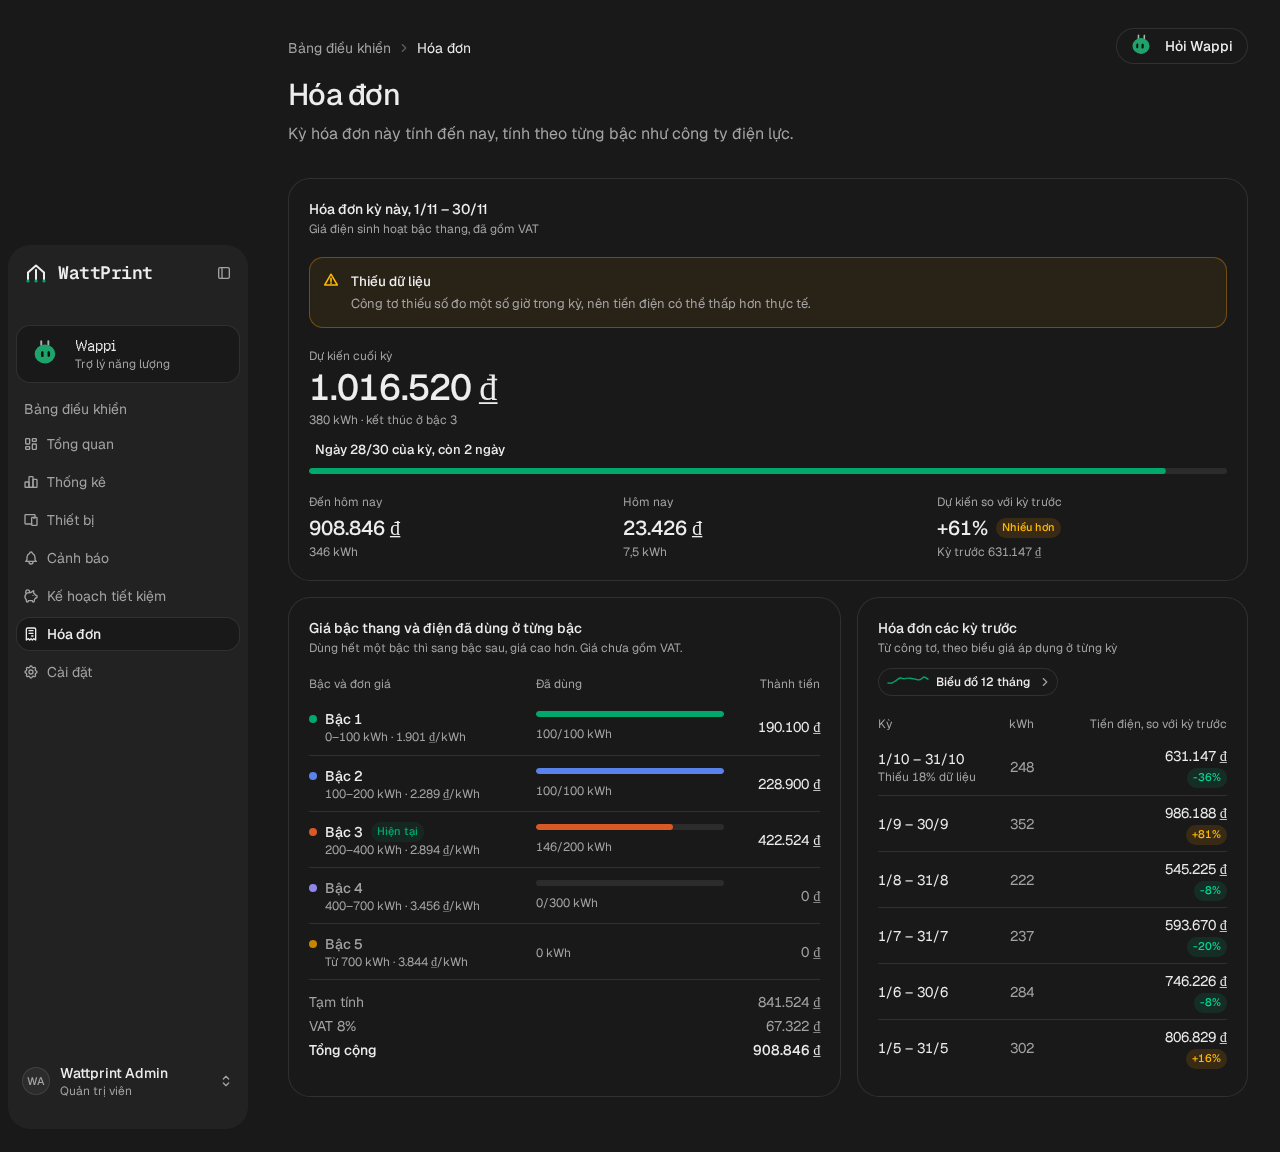 Bảng điều khiển > Hóa đơn
Hỏi Wappi
Hóa đơn
Kỳ hóa đơn này tính đến nay, tính theo từng bậc như công ty điện lực.
WattPrint
Wappi
Trợ lý năng lượng
Bảng điều khiển
Tổng quan
Thống kê
Thiết bị
Cảnh báo
Kế hoạch tiết kiệm
Hóa đơn
Cài đặt
WA
Wattprint Admin
Quản trị viên
Hóa đơn kỳ này, 1/11 – 30/11
Giá điện sinh hoạt bậc thang, đã gồm VAT
Thiếu dữ liệu
Công tơ thiếu số đo một số giờ trong kỳ, nên tiền điện có thể thấp hơn thực tế.
Dự kiến cuối kỳ
1.016.520 ₫
380 kWh · kết thúc ở bậc 3
Ngày 28/30 của kỳ, còn 2 ngày
Đến hôm nay
908.846 ₫
346 kWh
Hôm nay
23.426 ₫
7,5 kWh
Dự kiến so với kỳ trước
+61% Nhiều hơn
Kỳ trước 631.147 ₫
Giá bậc thang và điện đã dùng ở từng bậc
Dùng hết một bậc thì sang bậc sau, giá cao hơn. Giá chưa gồm VAT.
Bậc và đơn giá Đã dùng Thành tiền
Bậc 1
0–100 kWh · 1.901 ₫/kWh
100/100 kWh
190.100 ₫
Bậc 2
100–200 kWh · 2.289 ₫/kWh
100/100 kWh
228.900 ₫
Bậc 3 Hiện tại
200–400 kWh · 2.894 ₫/kWh
146/200 kWh
422.524 ₫
Bậc 4
400–700 kWh · 3.456 ₫/kWh
0/300 kWh
0 ₫
Bậc 5
Từ 700 kWh · 3.844 ₫/kWh
0 kWh
0 ₫
Tạm tính 841.524 ₫
VAT 8% 67.322 ₫
Tổng cộng 908.846 ₫
Hóa đơn các kỳ trước
Từ công tơ, theo biểu giá áp dụng ở từng kỳ
Biểu đồ 12 tháng
Kỳ kWh Tiền điện, so với kỳ trước
1/10 – 31/10
Thiếu 18% dữ liệu
248
631.147 ₫
-36%
1/9 – 30/9
352
986.188 ₫
+81%
1/8 – 31/8
222
545.225 ₫
-8%
1/7 – 31/7
237
593.670 ₫
-20%
1/6 – 30/6
284
746.226 ₫
-8%
1/5 – 31/5
302
806.829 ₫
+16%